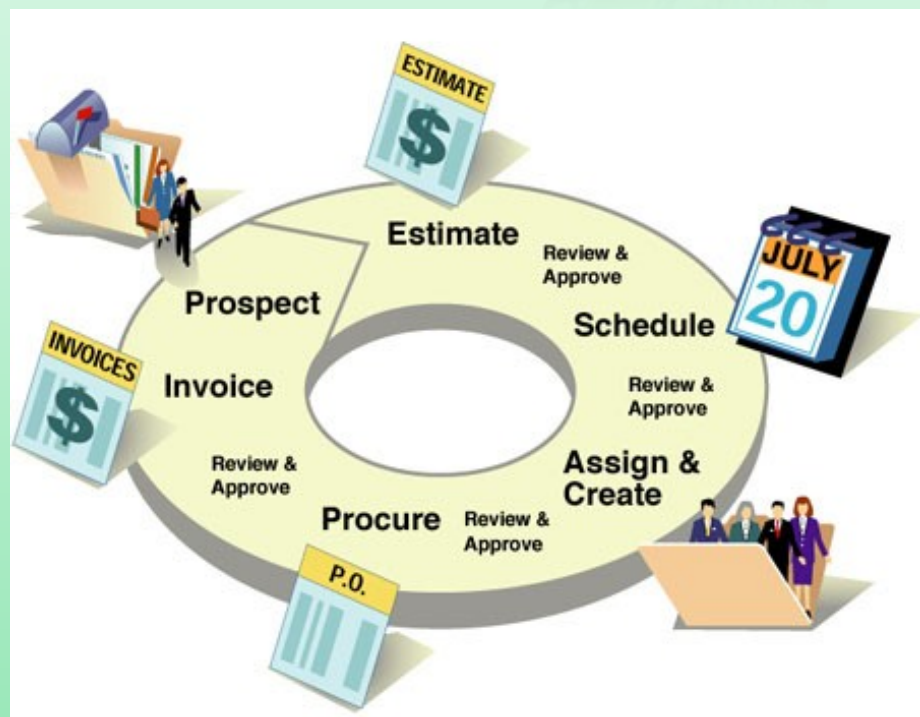 ESTIMATE
$
Estimate
Review &
Approve
JULY
20
Schedule
Review &
Approve
Assign &
Create
Review &
Approve
Procure
P.O.
Review &
Approve
INVOICES
$
Invoice
Prospect